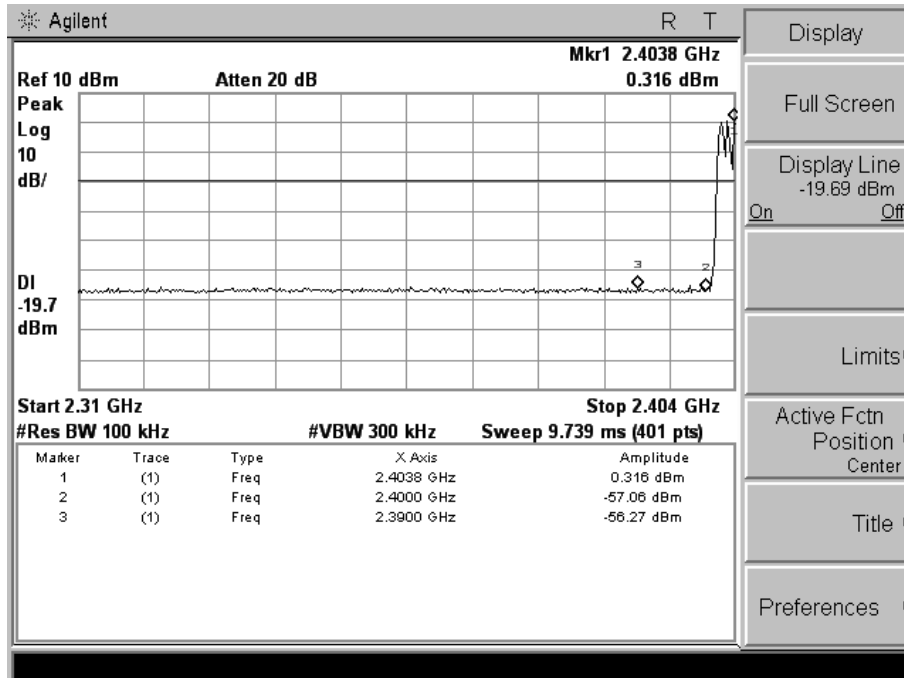 Agilent R T
Mkr1 2.4038 GHz
Ref 10 dBm Atten 20 dB 0.316 dBm
Peak
Log
10
dB/
DI
-19.7
dBm
1
2
3
Start 2.31 GHz Stop 2.404 GHz
#Res BW 100 kHz #VBW 300 kHz Sweep 9.739 ms (401 pts)
Marker Trace Type X Axis Amplitude
1 (1) Freq 2.4038 GHz 0.316 dBm
2 (1) Freq 2.4000 GHz -57.06 dBm
3 (1) Freq 2.3900 GHz -56.27 dBm
Display
Full Screen
Display Line
-19.69 dBm
On Off
Limits
Active Fctn
Position
Center
Title
Preferences